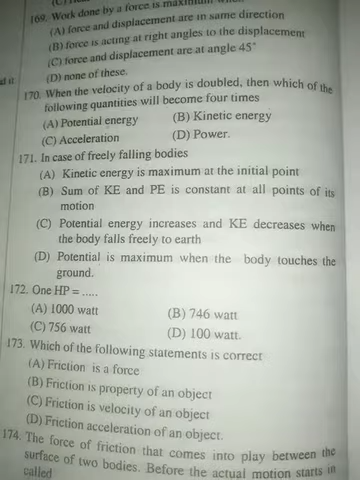 169. Work done by a force is maximum when
(A) force and displacement are in same direction
(B) force is acting at right angles to the displacement
(C) force and displacement are at angle 45°
(D) none of these.
170. When the velocity of a body is doubled, then which of the
following quantities will become four times
(A) Potential energy (B) Kinetic energy
(C) Acceleration (D) Power.
171. In case of freely falling bodies
(A) Kinetic energy is maximum at the initial point
(B) Sum of KE and PE is constant at all points of its
motion
(C) Potential energy increases and KE decreases when
the body falls freely to earth
(D) Potential is maximum when the body touches the
ground.
172. One HP = .....
(A) 1000 watt (B) 746 watt
(C) 756 watt (D) 100 watt.
173. Which of the following statements is correct
(A) Friction is a force
(B) Friction is property of an object
(C) Friction is velocity of an object
(D) Friction acceleration of an object.
174. The force of friction that comes into play between the
surface of two bodies. Before the actual motion starts in
called